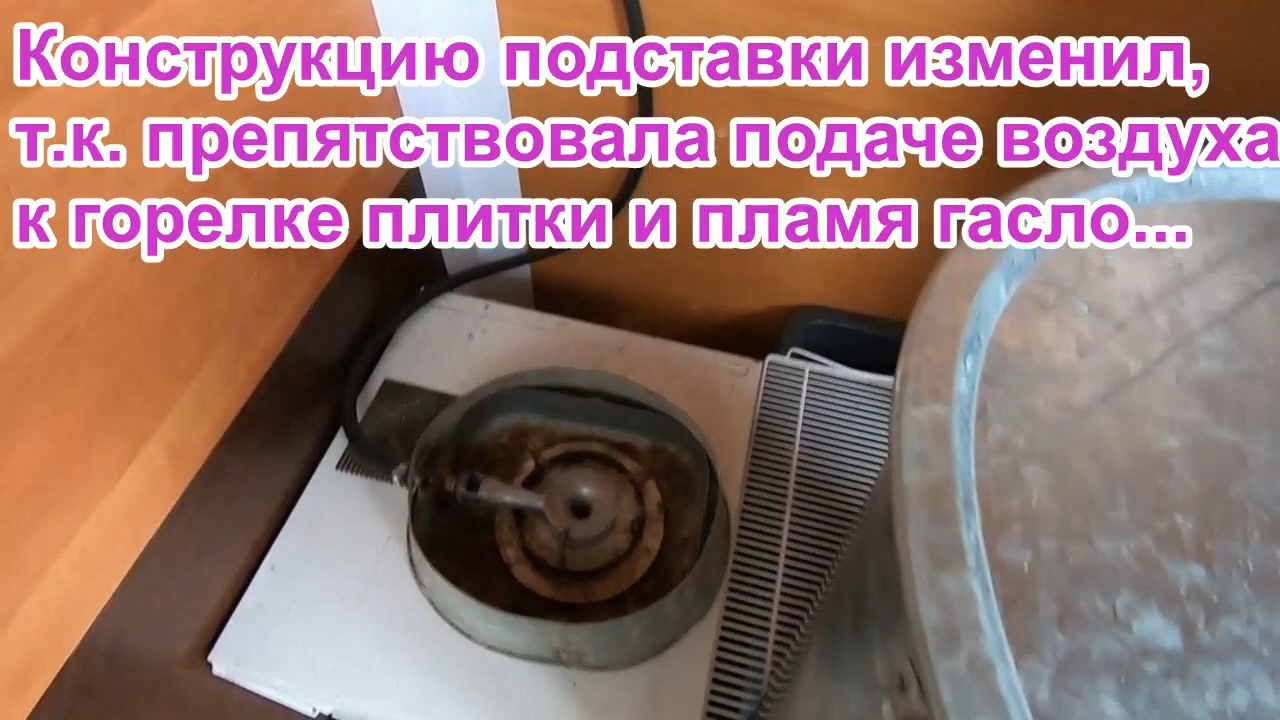 Конструкцию подставки изменил,
т.к. препятствовала подаче воздуха
к горелке плитки и пламя гасло...